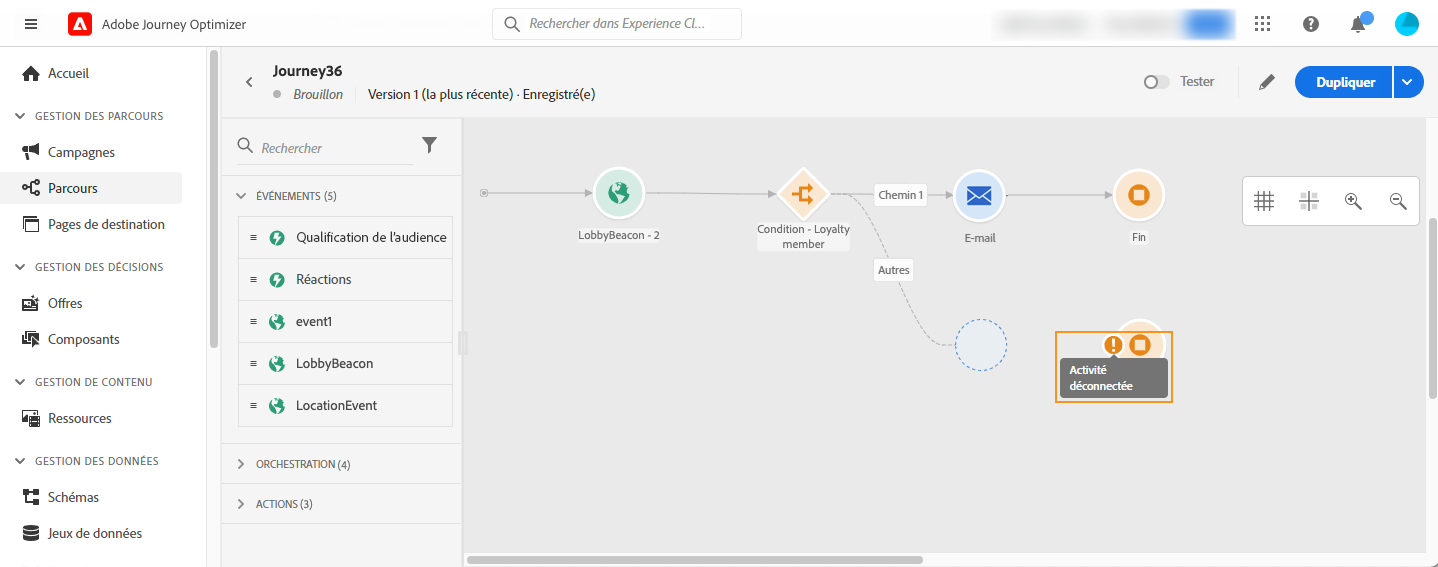 Adobe Journey Optimizer
Rechercher dans Experience Cl...
Accueil
GESTION DES PARCOURS
Campagnes
Parcours
Pages de destination
GESTION DES DÉCISIONS
Offres
Composants
GESTION DE CONTENU
Ressources
GESTION DES DONNÉES
Schémas
Jeux de données
Journey36
Brouillon
Version 1 (la plus récente) · Enregistré(e)
Tester
Dupliquer
Rechercher
ÉVÉNEMENTS (5)
Qualification de l'audience
Réactions
event1
LobbyBeacon
LocationEvent
ORCHESTRATION (4)
ACTIONS (3)
LobbyBeacon - 2
Condition - Loyalty
member
Chemin 1
E-mail
Fin
Autres
Activité
déconnectée